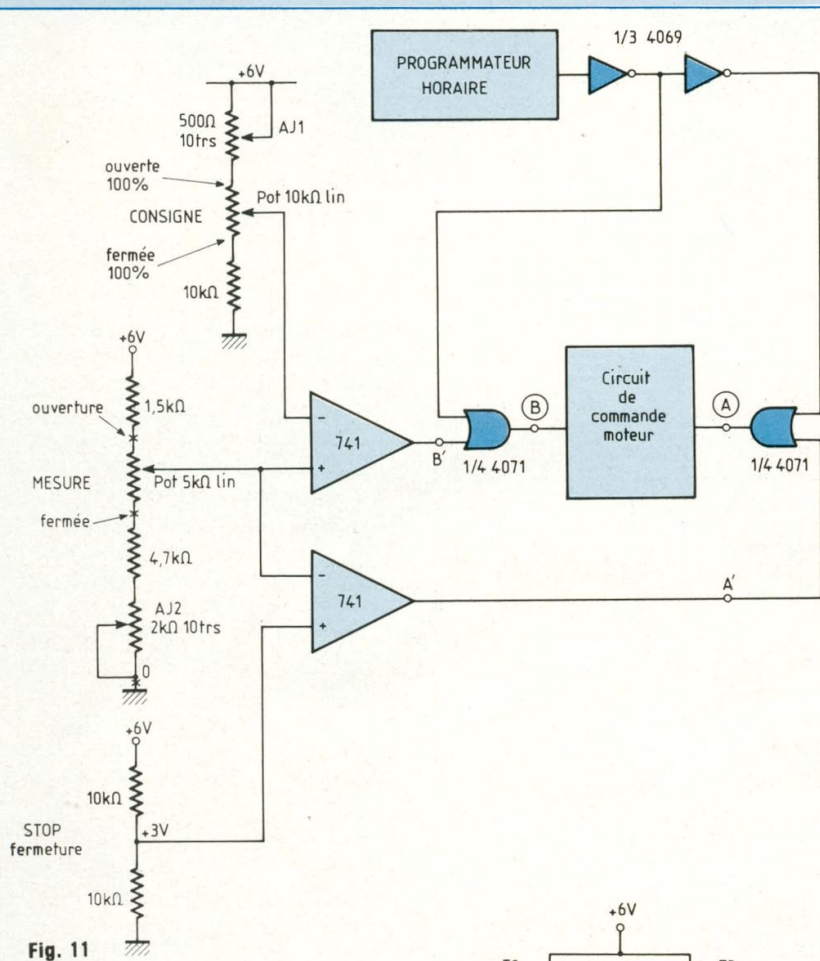 1/3 4069
PROGRAMMATEUR
HORAIRE
+6V
500Ω
10trs
AJ1
ouverte
100%
Pot 10kΩ lin
CONSIGNE
fermée
100%
10kΩ
+6V
1,5kΩ
ouverture
MESURE
Pot 5kΩ lin
fermée
4,7kΩ
AJ2
2kΩ 10trs
0
-
741
+
B'
1/4 4071
B
Circuit
de
commande
moteur
A
1/4 4071
-
741
+
A'
+6V
10kΩ
STOP
fermeture
+3V
10kΩ
Fig. 11
+6V